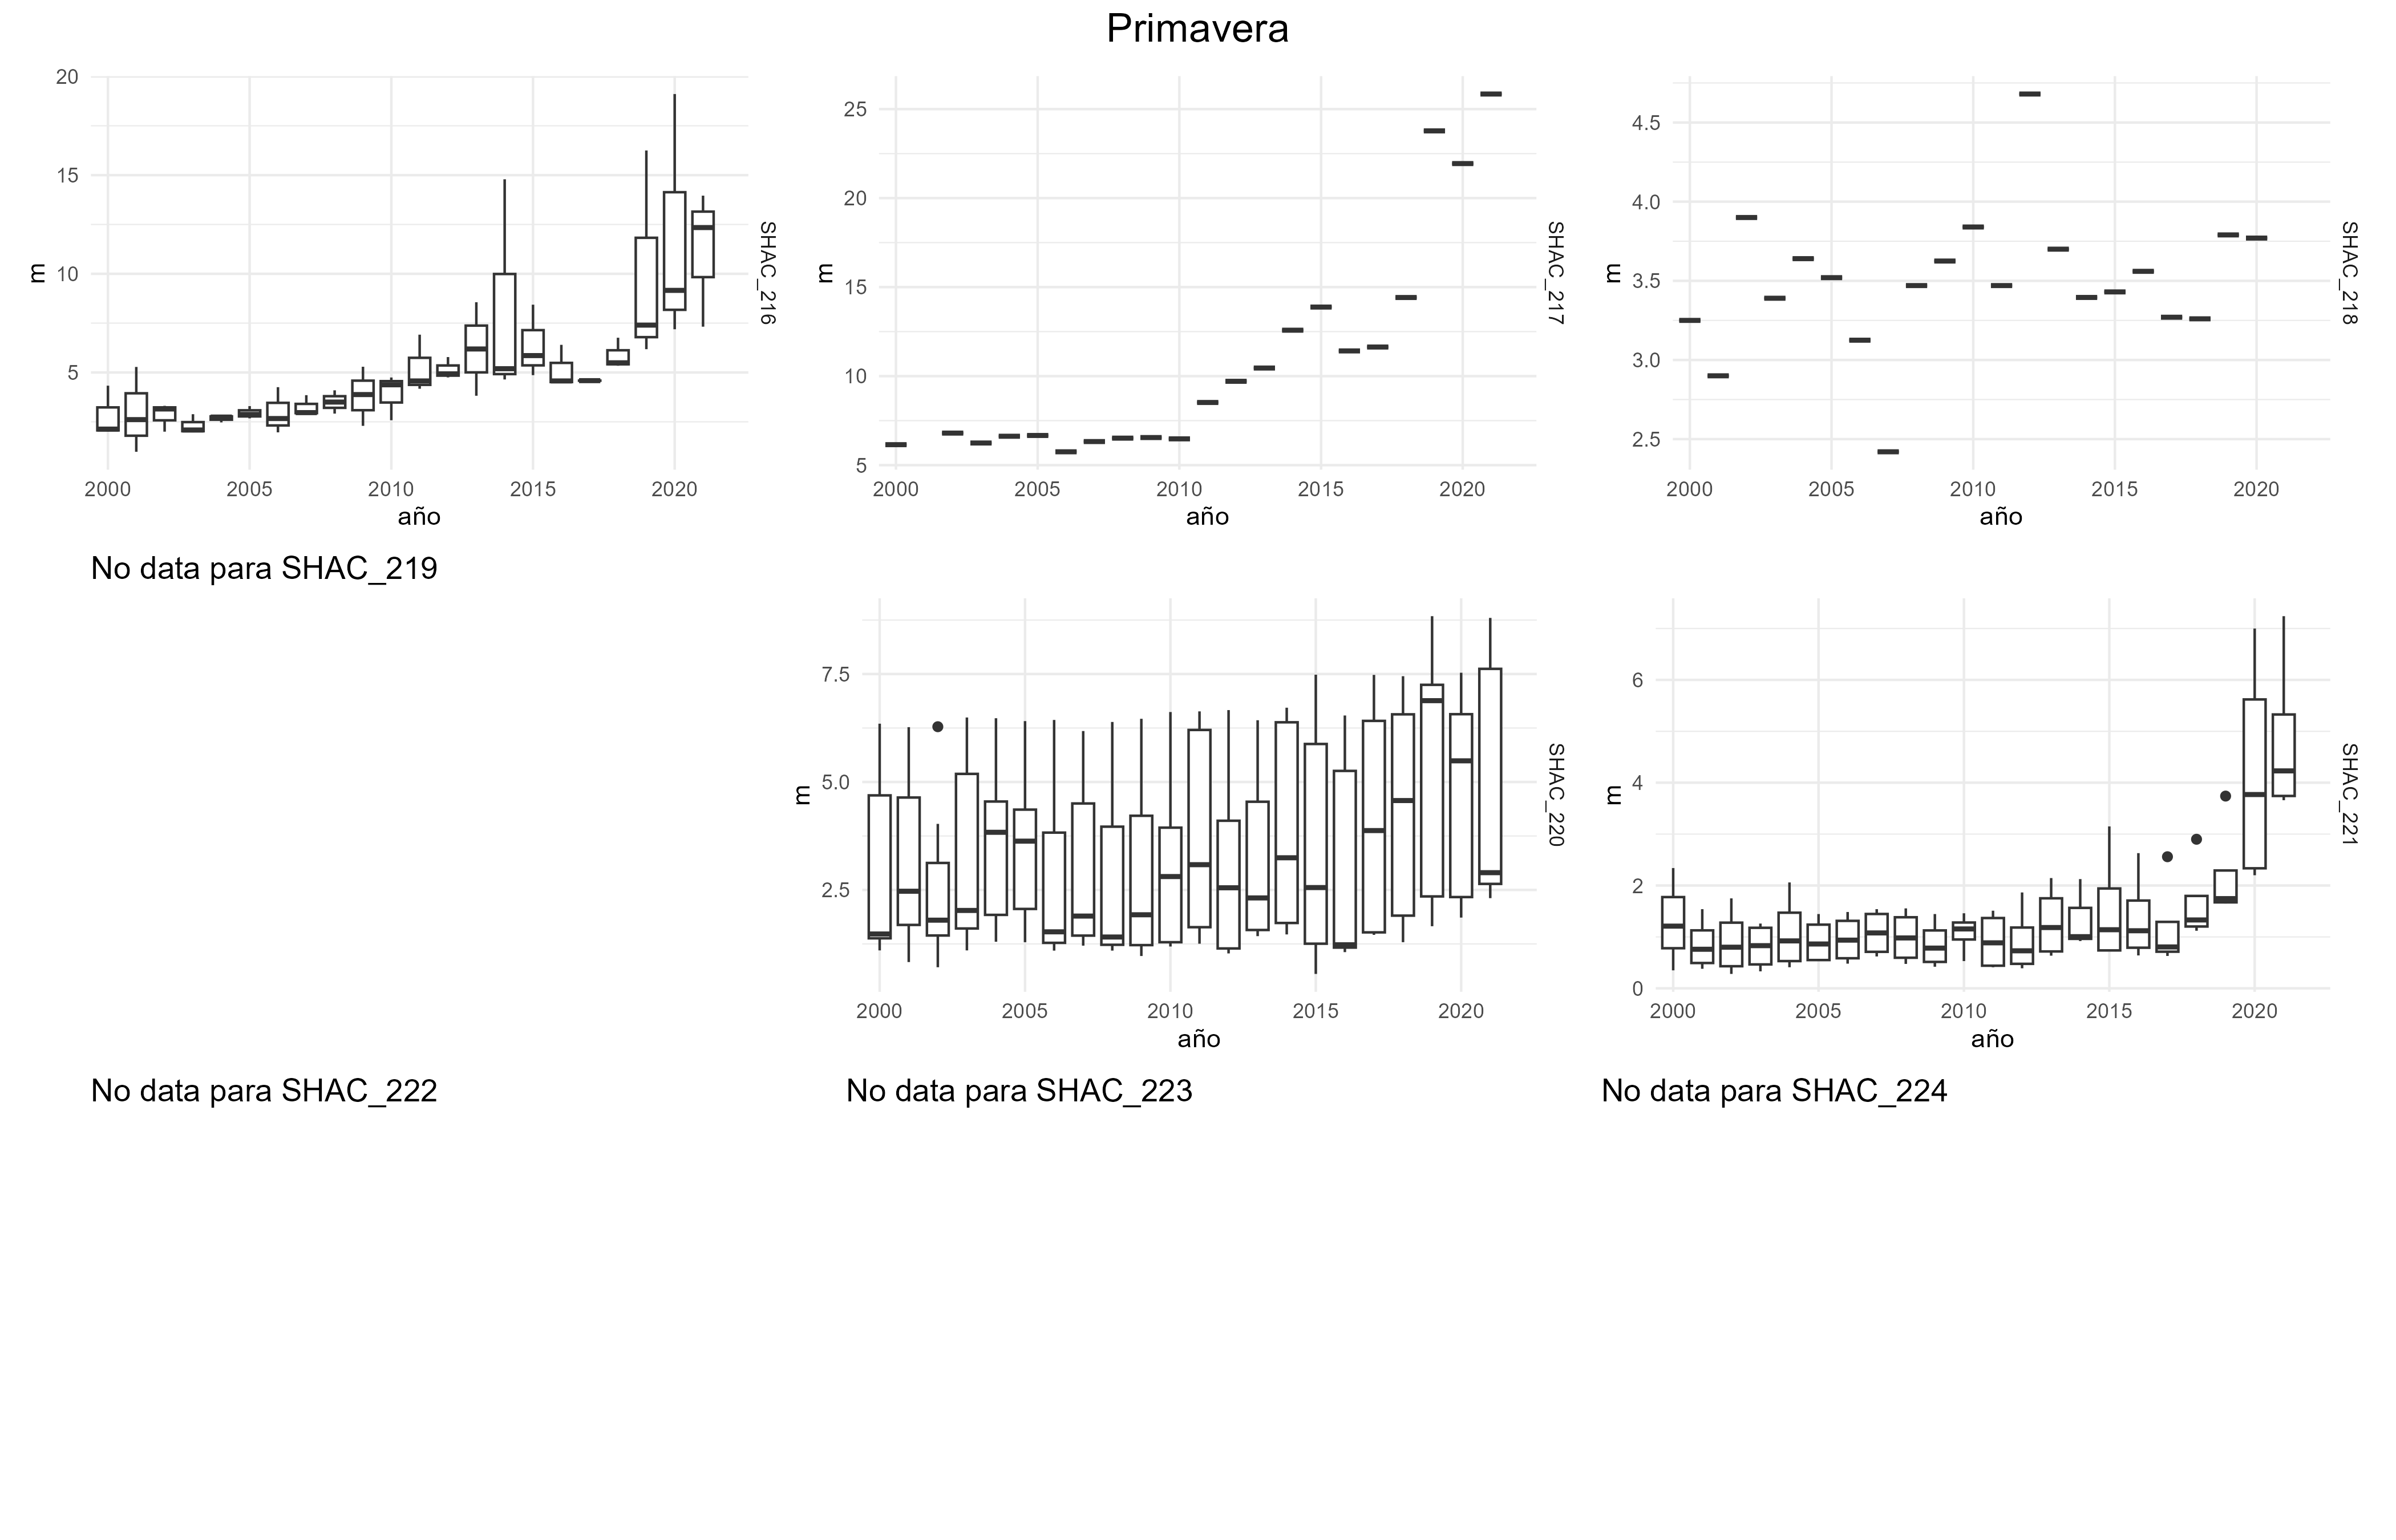 Primavera
20
15
10
5
m
2000 2005 2010 2015 2020
año
SHAC_216
25
20
15
10
5
m
2000 2005 2010 2015 2020
año
SHAC_217
4.5
4.0
3.5
3.0
2.5
m
2000 2005 2010 2015 2020
año
SHAC_218
No data para SHAC_219
7.5
5.0
2.5
m
2000 2005 2010 2015 2020
año
SHAC_220
6
4
2
0
m
2000 2005 2010 2015 2020
año
SHAC_221
No data para SHAC_222
No data para SHAC_223
No data para SHAC_224